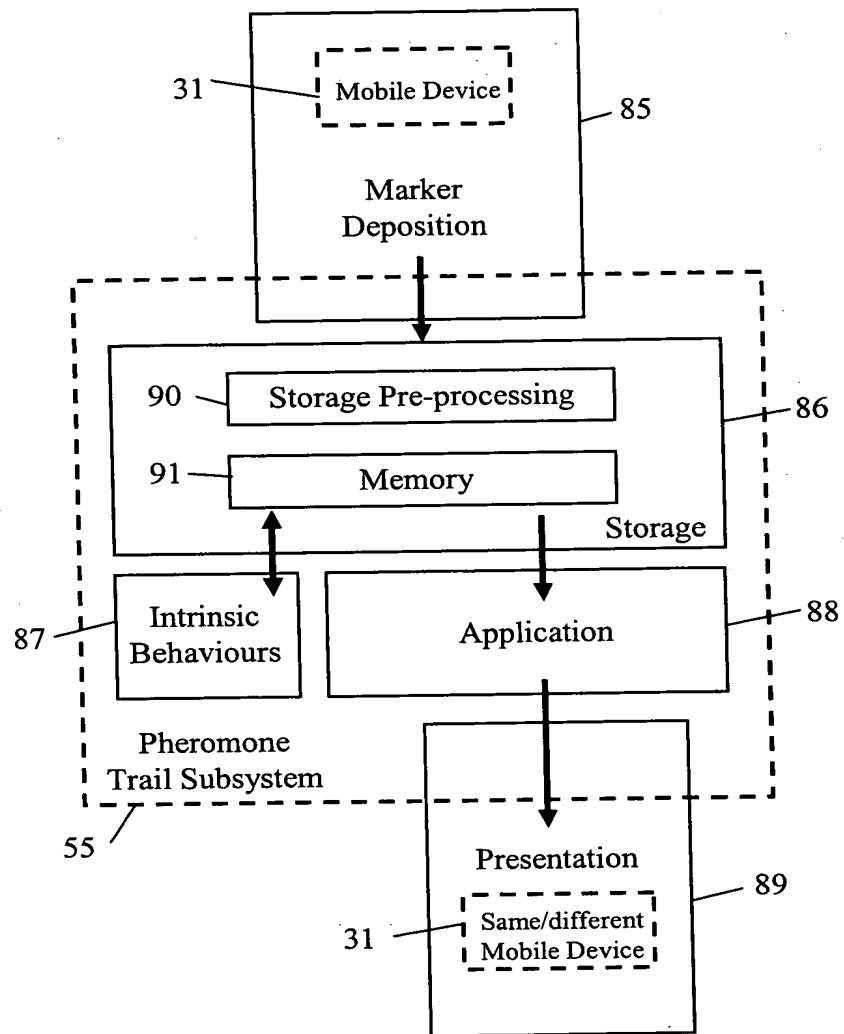 31
Mobile Device
85
Marker
Deposition
90
Storage Pre-processing
86
91
Memory
Storage
87
Intrinsic
Behaviours
Application
88
Pheromone
Trail Subsystem
55
Presentation
89
31
Same/different
Mobile Device